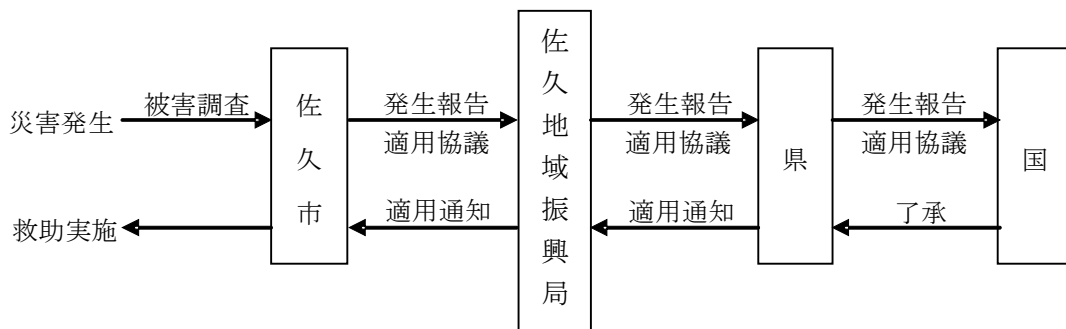 災害発生
被害調査
佐久市
発生報告
適用協議
佐久地域振興局
発生報告
適用協議
県
発生報告
適用協議
国
了承
適用通知
適用通知
救助実施